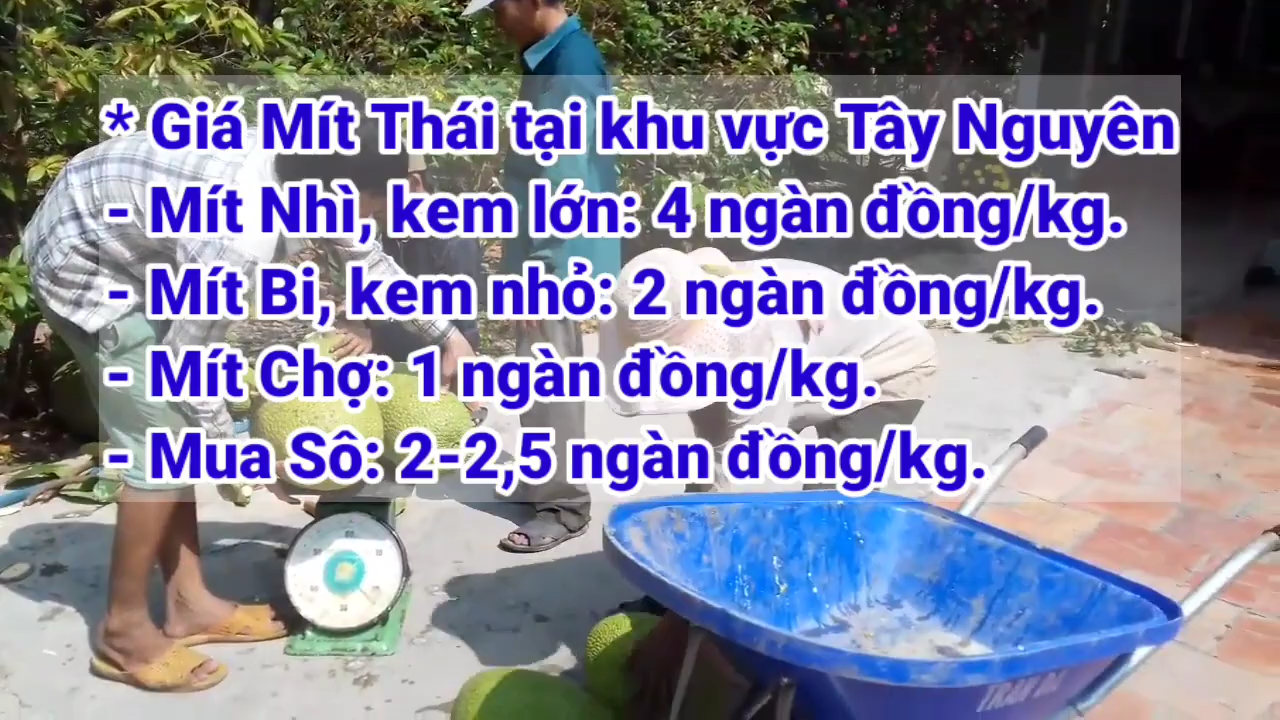 * Giá Mít Thái tại khu vực Tây Nguyên
- Mít Nhì, kem lớn: 4 ngàn đồng/kg.
- Mít Bi, kem nhỏ: 2 ngàn đồng/kg.
- Mít Chợ: 1 ngàn đồng/kg.
- Mua Sô: 2-2,5 ngàn đồng/kg.